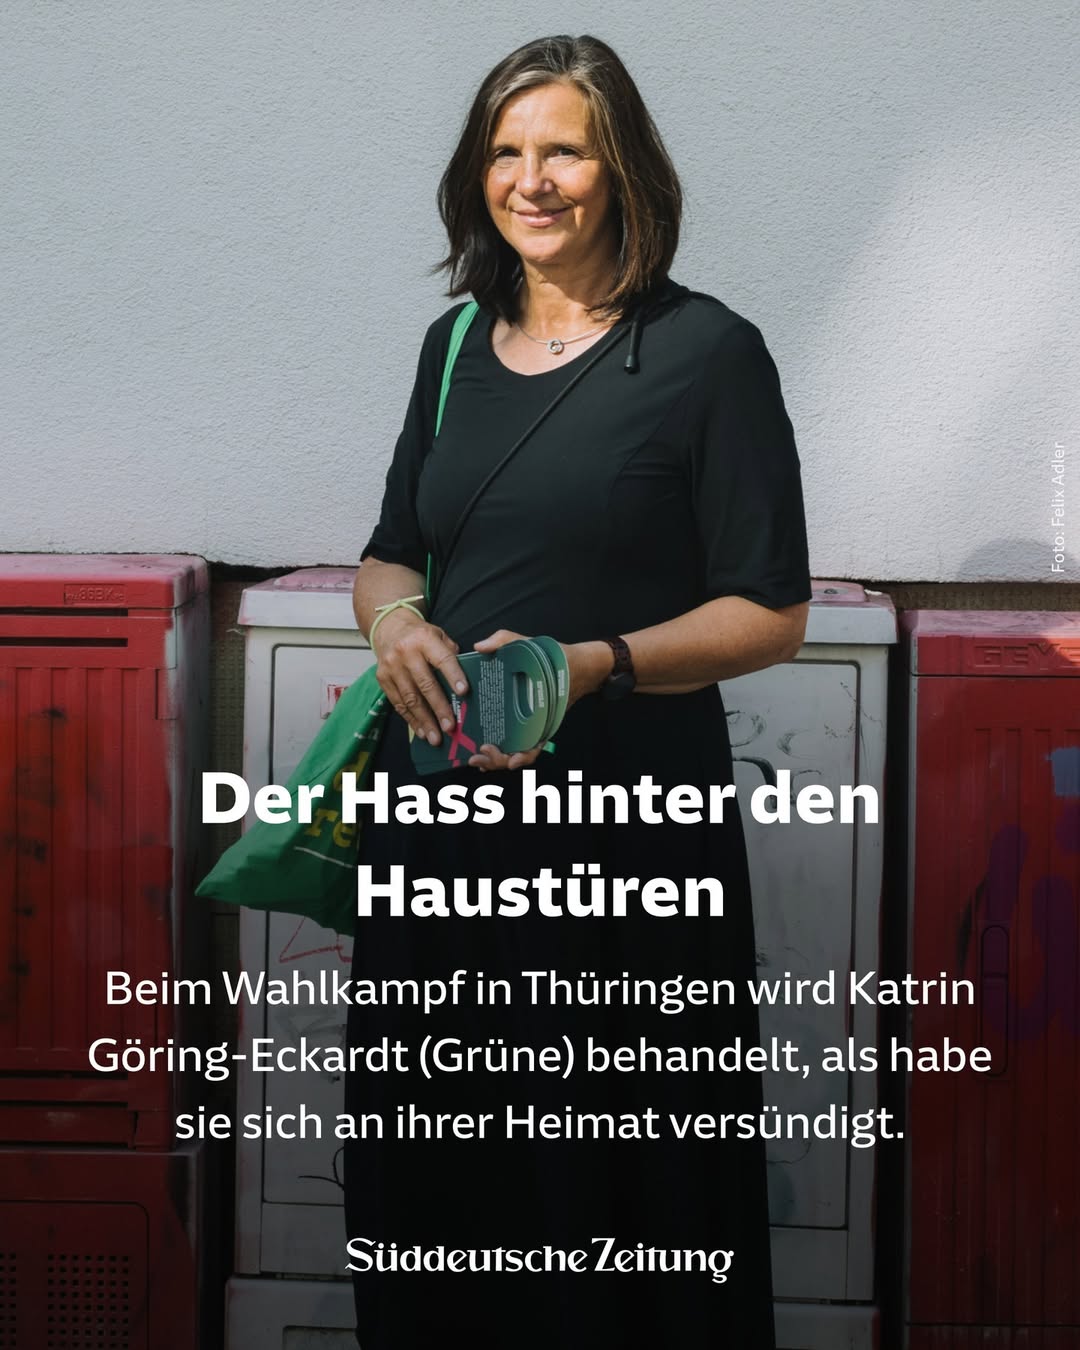 Foto: Felix Adler
Der Hass hinter den
Haustüren
Beim Wahlkampf in Thüringen wird Katrin
Göring-Eckardt (Grüne) behandelt, als habe
sie sich an ihrer Heimat versündigt.
Süddeutsche Zeitung